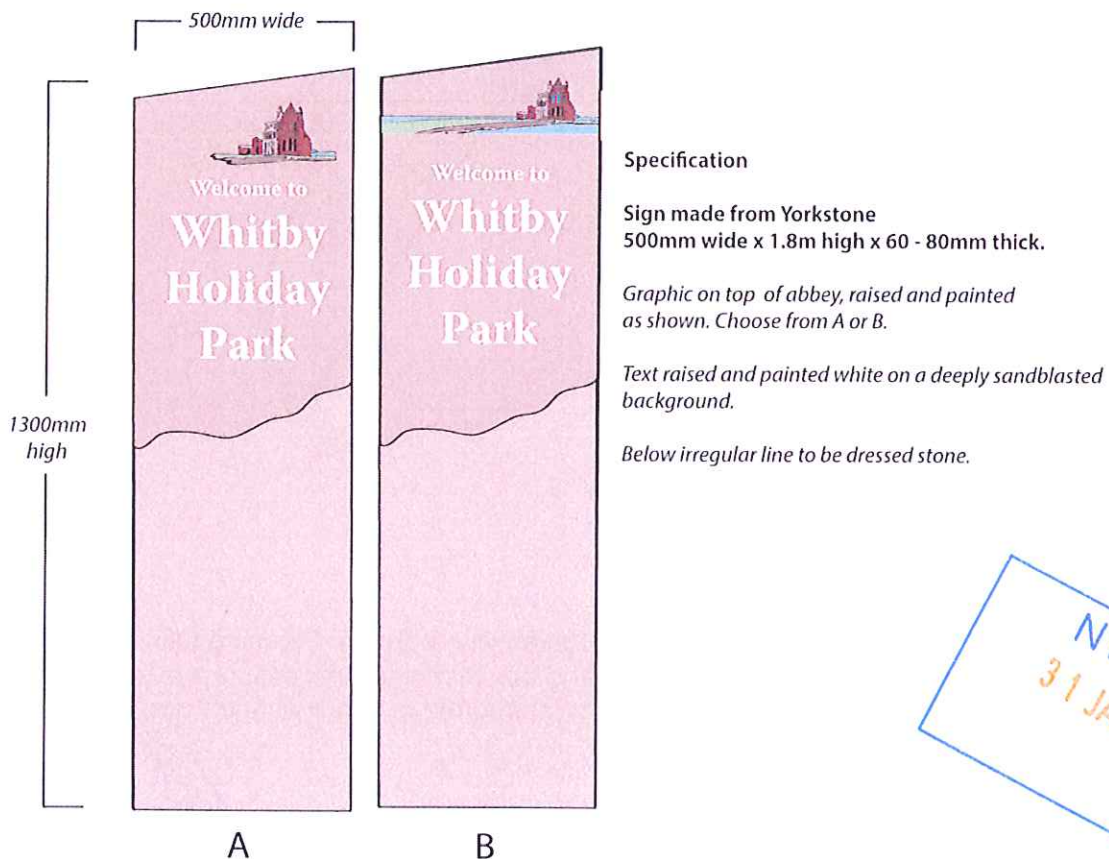 500mm wide
1300mm
high
Welcome to
Whitby
Holiday
Park
A
Welcome to
Whitby
Holiday
Park
B
Specification
Sign made from Yorkstone
500mm wide x 1.8m high x 60 - 80mm thick.
Graphic on top of abbey, raised and painted
as shown. Choose from A or B.
Text raised and painted white on a deeply sandblasted
background.
Below irregular line to be dressed stone.
31 JA